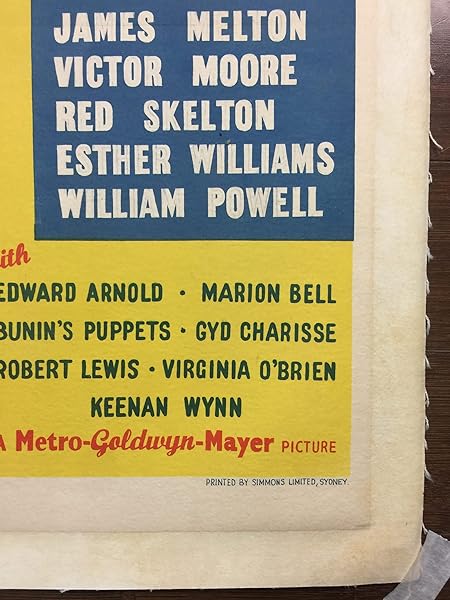 JAMES MELTON
VICTOR MOORE
RED SKELTON
ESTHER WILLIAMS
WILLIAM POWELL
ith
EDWARD ARNOLD · MARION BELL
BUNIN'S PUPPETS · GYD CHARISSE
ROBERT LEWIS · VIRGINIA O'BRIEN
KEENAN WYNN
A Metro-Goldwyn-Mayer PICTURE
PRINTED BY SIMMONS LIMITED, SYDNEY.